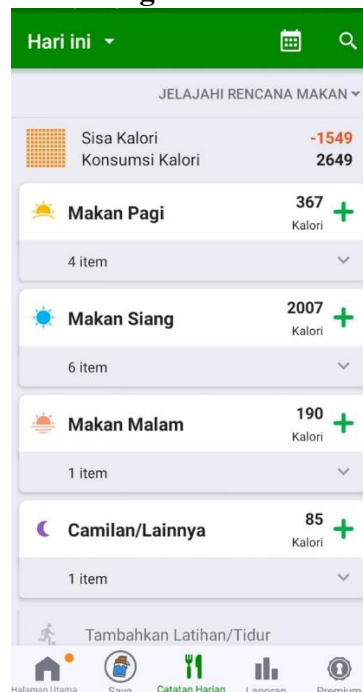 Hari ini
JELAJAHI RENCANA MAKAN
Sisa Kalori -1549
Konsumsi Kalori 2649
Makan Pagi 367
Kalori
4 item
Makan Siang 2007
Kalori
6 item
Makan Malam 190
Kalori
1 item
Camilan/Lainnya 85
Kalori
1 item
Tambahkan Latihan/Tidur
Halaman Utama Saya Catatan Harian Laporan Premium